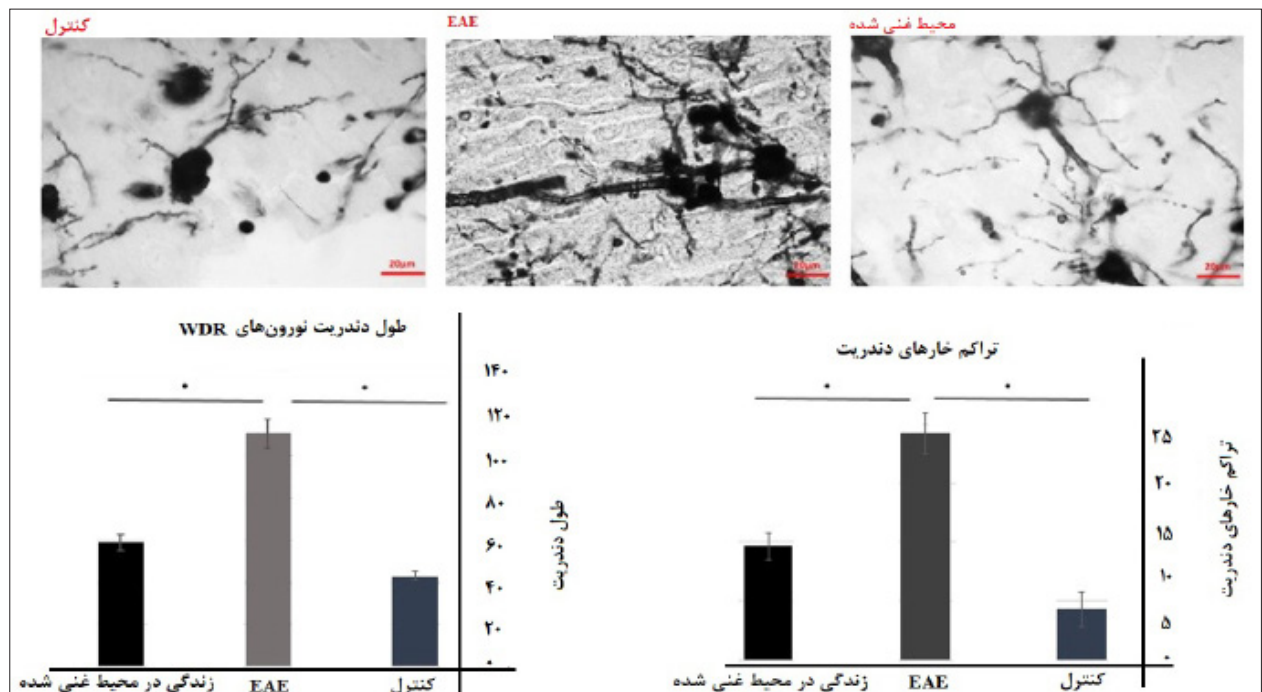 کنترل
EAE
محیط غنی شده
20µm
20µm
20µm
طول دندریت نورون‌های WDR
۱۴۰
۱۲۰
۱۰۰
۸۰
۶۰
۴۰
۲۰
۰
طول دندریت
زندگی در محیط غنی شده
EAE
کنترل
تراکم خارهای دندریت
۲۵
۲۰
۱۵
۱۰
۵
۰
تراکم خارهای دندریت
زندگی در محیط غنی شده
EAE
کنترل